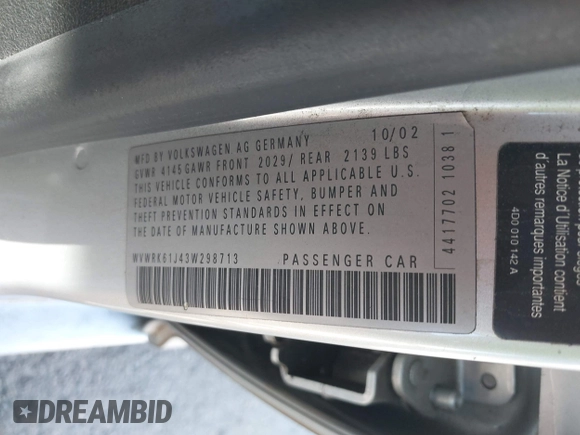 MFD BY VOLKSWAGEN AG GERMANY 10/02
GVWR 4145 GAWR FRONT 2029/ REAR 2139 LBS
THIS VEHICLE CONFORMS TO ALL APPLICABLE U.S.
FEDERAL MOTOR VEHICLE SAFETY, BUMPER AND
THEFT PREVENTION STANDARDS IN EFFECT ON
THE DATE OF MANUFACTURE SHOWN ABOVE.
WVWRK61J43W298713 PASSENGER CAR
4417702 1038 1
La Notice d'Utilisation contient
d'autres remarques importantes
4D0 010 142 A
DREAMBID